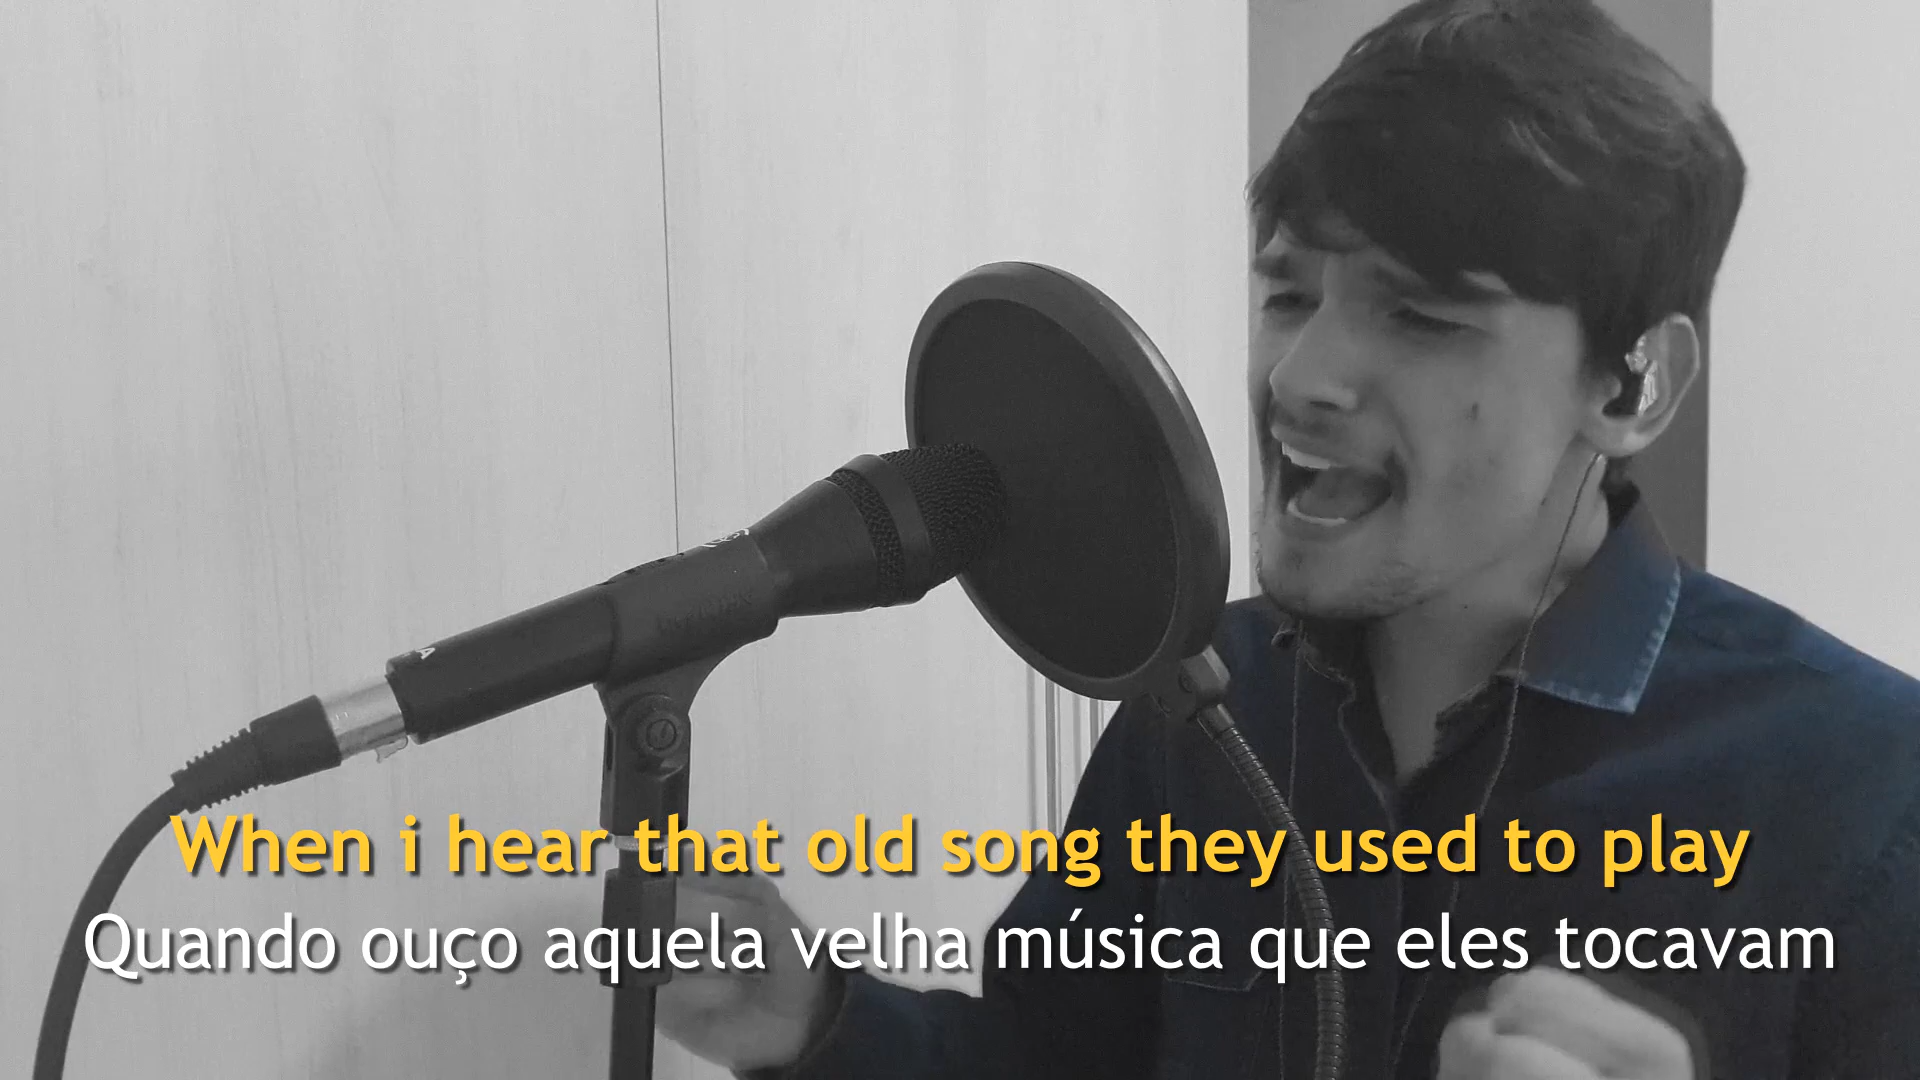 When i hear that old song they used to play
Quando ouço aquela velha música que eles tocavam